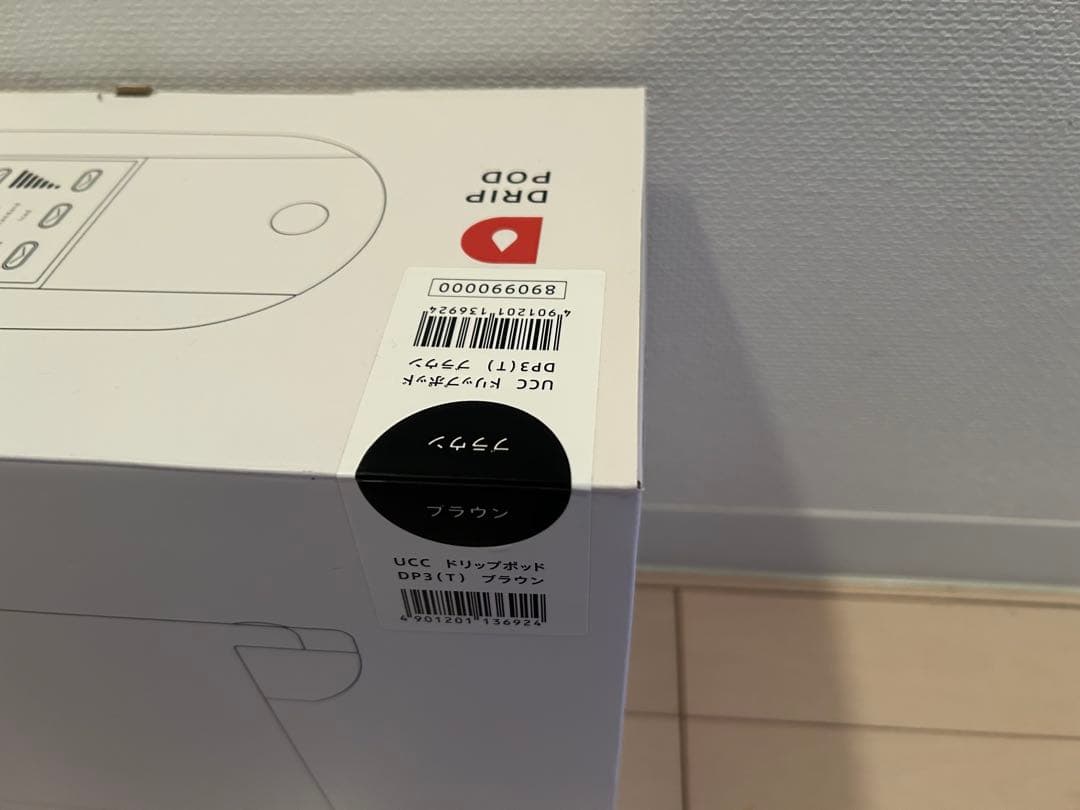 DRIP
POD
890990000
4 901201 136924
UCC ドリップポッド
DP3(T) ブラウン
ブラウン
ブラウン
UCC ドリップポッド
DP3(T) ブラウン
4 901201 136924